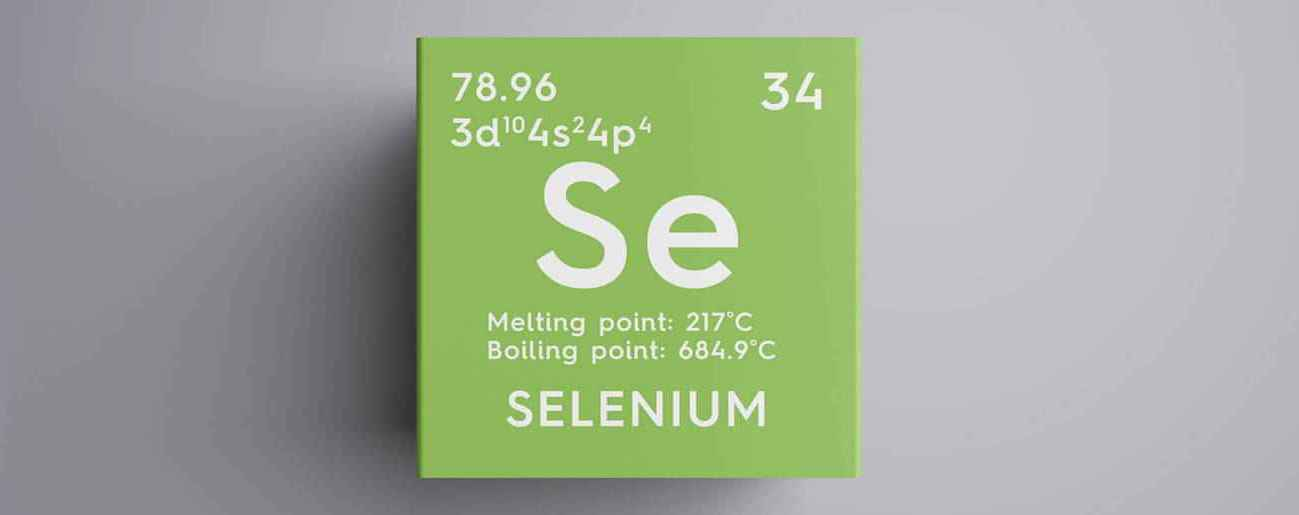 78.96
34
3d¹⁰4s²4p⁴
Se
Melting point: 217°C
Boiling point: 684.9°C
SELENIUM